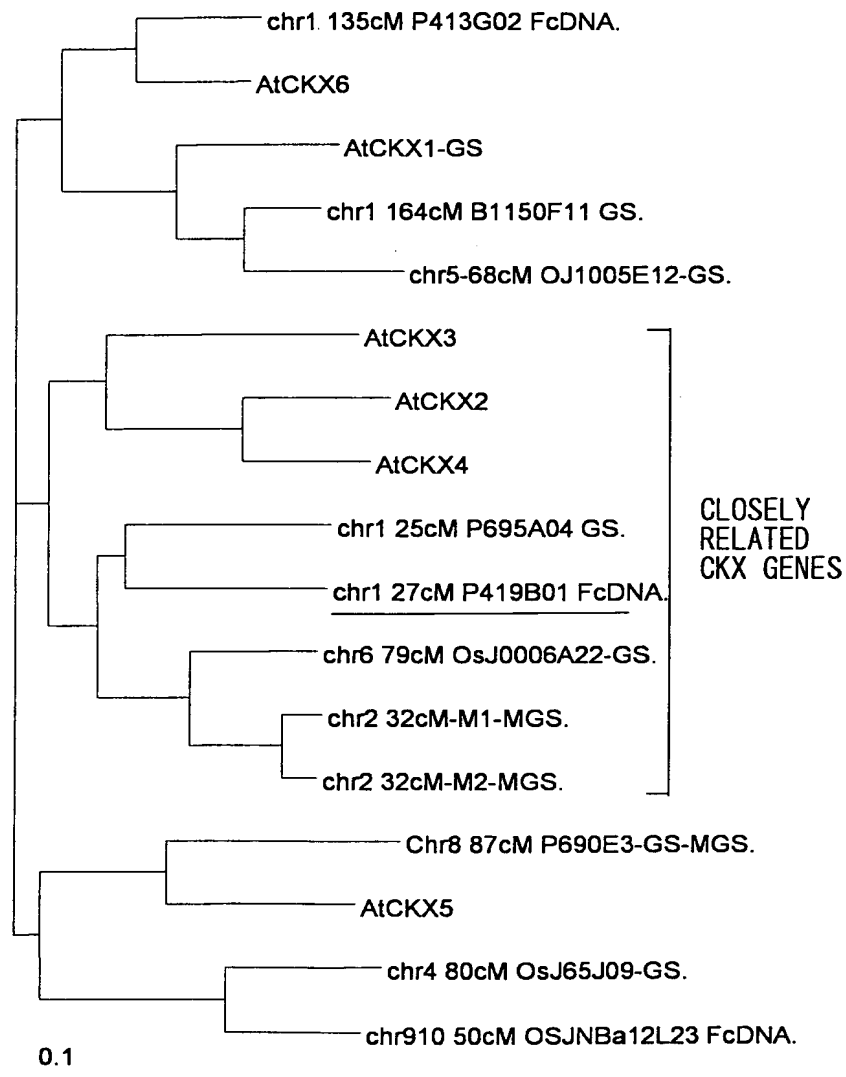 chr1 135cM P413G02 FcDNA.
AtCKX6
AtCKX1-GS
chr1 164cM B1150F11 GS.
chr5-68cM OJ1005E12-GS.
AtCKX3
AtCKX2
AtCKX4
chr1 25cM P695A04 GS.
chr1 27cM P419B01 FcDNA.
chr6 79cM OsJ0006A22-GS.
chr2 32cM-M1-MGS.
chr2 32cM-M2-MGS.
CLOSELY
RELATED
CKX GENES
Chr8 87cM P690E3-GS-MGS.
AtCKX5
chr4 80cM OsJ65J09-GS.
chr910 50cM OSJNBa12L23 FcDNA.
0.1